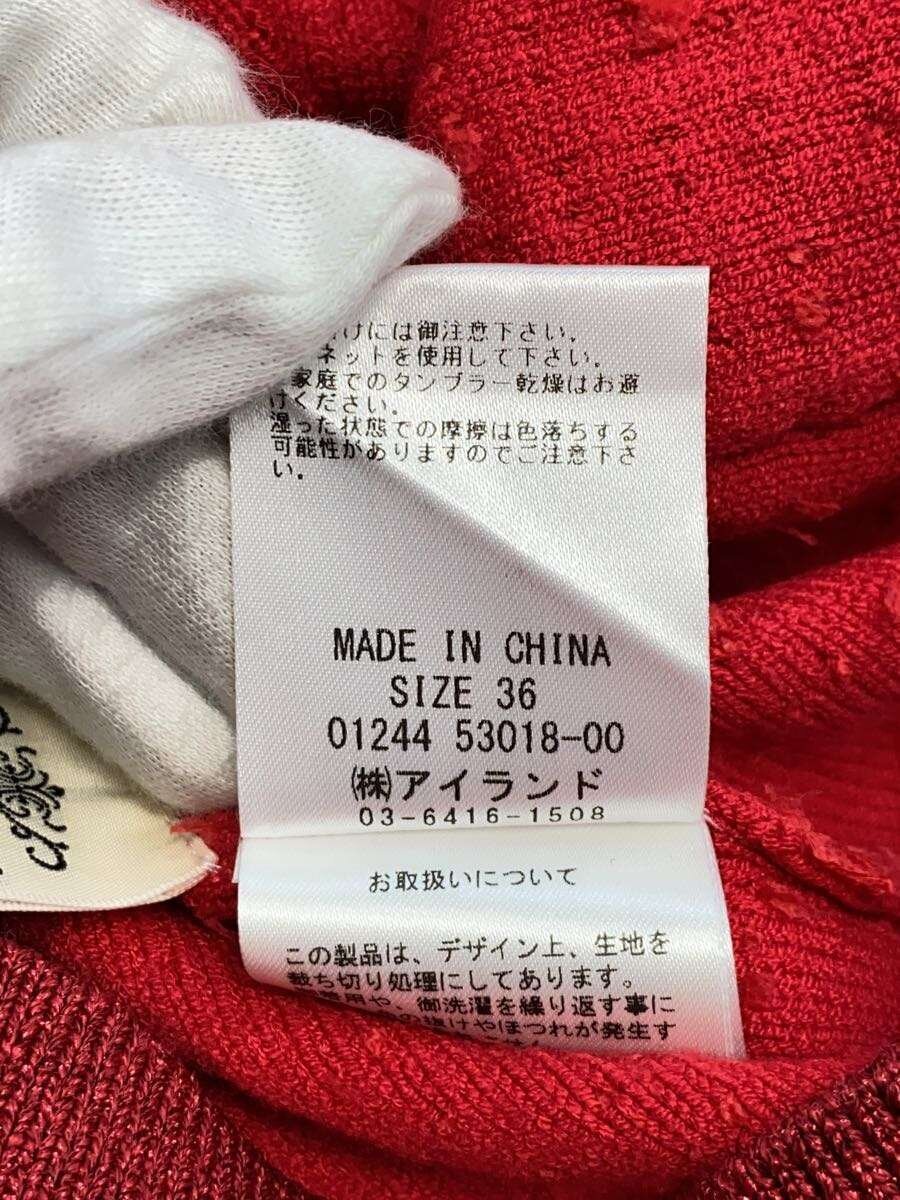 けには御注意下さい。
ネットを使用して下さい。
家庭でのタンブラー乾燥はお避
けください。
湿った状態での摩擦は色落ちする
可能性がありますのでご注意下さ
い。
MADE IN CHINA
SIZE 36
01244 53018-00
㈱アイランド
03-6416-1508
お取扱いについて
この製品は、デザイン上、生地を
裁ち切り処理にしてあります。
着用や、御洗濯を繰り返す事に
の抜けやほつれが発生す